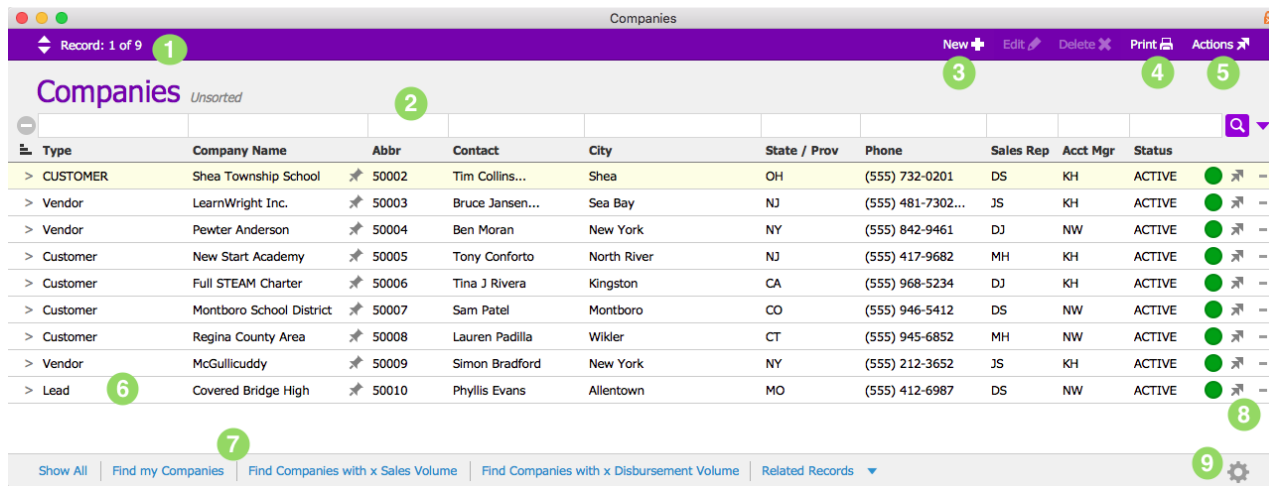 Companies
Record: 1 of 9 1 New Edit Delete Print Actions
3 4 5
Companies Unsorted 2
Type Company Name Abbr Contact City State / Prov Phone Sales Rep Acct Mgr Status
> CUSTOMER Shea Township School 50002 Tim Collins... Shea OH (555) 732-0201 DS KH ACTIVE
> Vendor LearnWright Inc. 50003 Bruce Jansen... Sea Bay NJ (555) 481-7302... JS KH ACTIVE
> Vendor Pewter Anderson 50004 Ben Moran New York NY (555) 842-9461 DJ NW ACTIVE
> Customer New Start Academy 50005 Tony Conforto North River NJ (555) 417-9682 MH KH ACTIVE
> Customer Full STEAM Charter 50006 Tina J Rivera Kingston CA (555) 968-5234 DJ KH ACTIVE
> Customer Montboro School District 50007 Sam Patel Montboro CO (555) 946-5412 DS NW ACTIVE
> Customer Regina County Area 50008 Lauren Padilla Wikler CT (555) 945-6852 MH NW ACTIVE
> Vendor McGullicuddy 50009 Simon Bradford New York NY (555) 212-3652 JS KH ACTIVE
> Lead 6 Covered Bridge High 50010 Phyllis Evans Allentown MO (555) 412-6987 DS NW ACTIVE
8
7
Show All Find my Companies Find Companies with x Sales Volume Find Companies with x Disbursement Volume Related Records 9